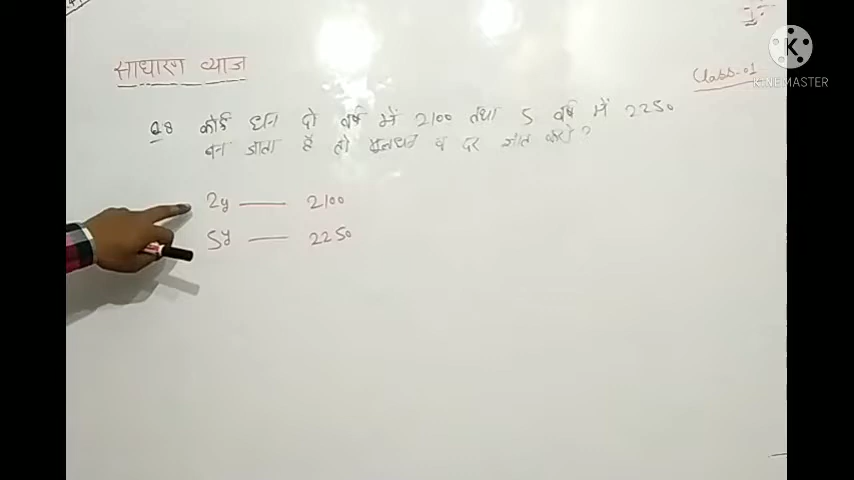 साधारण व्याज
Class-01
KINEMASTER
Q8 कोई धन दो वर्ष में 2100 तथा 5 वर्ष में 2250
बन जाता है तो मूलधन व दर ज्ञात करो ?
2y — 2100
5y — 2250